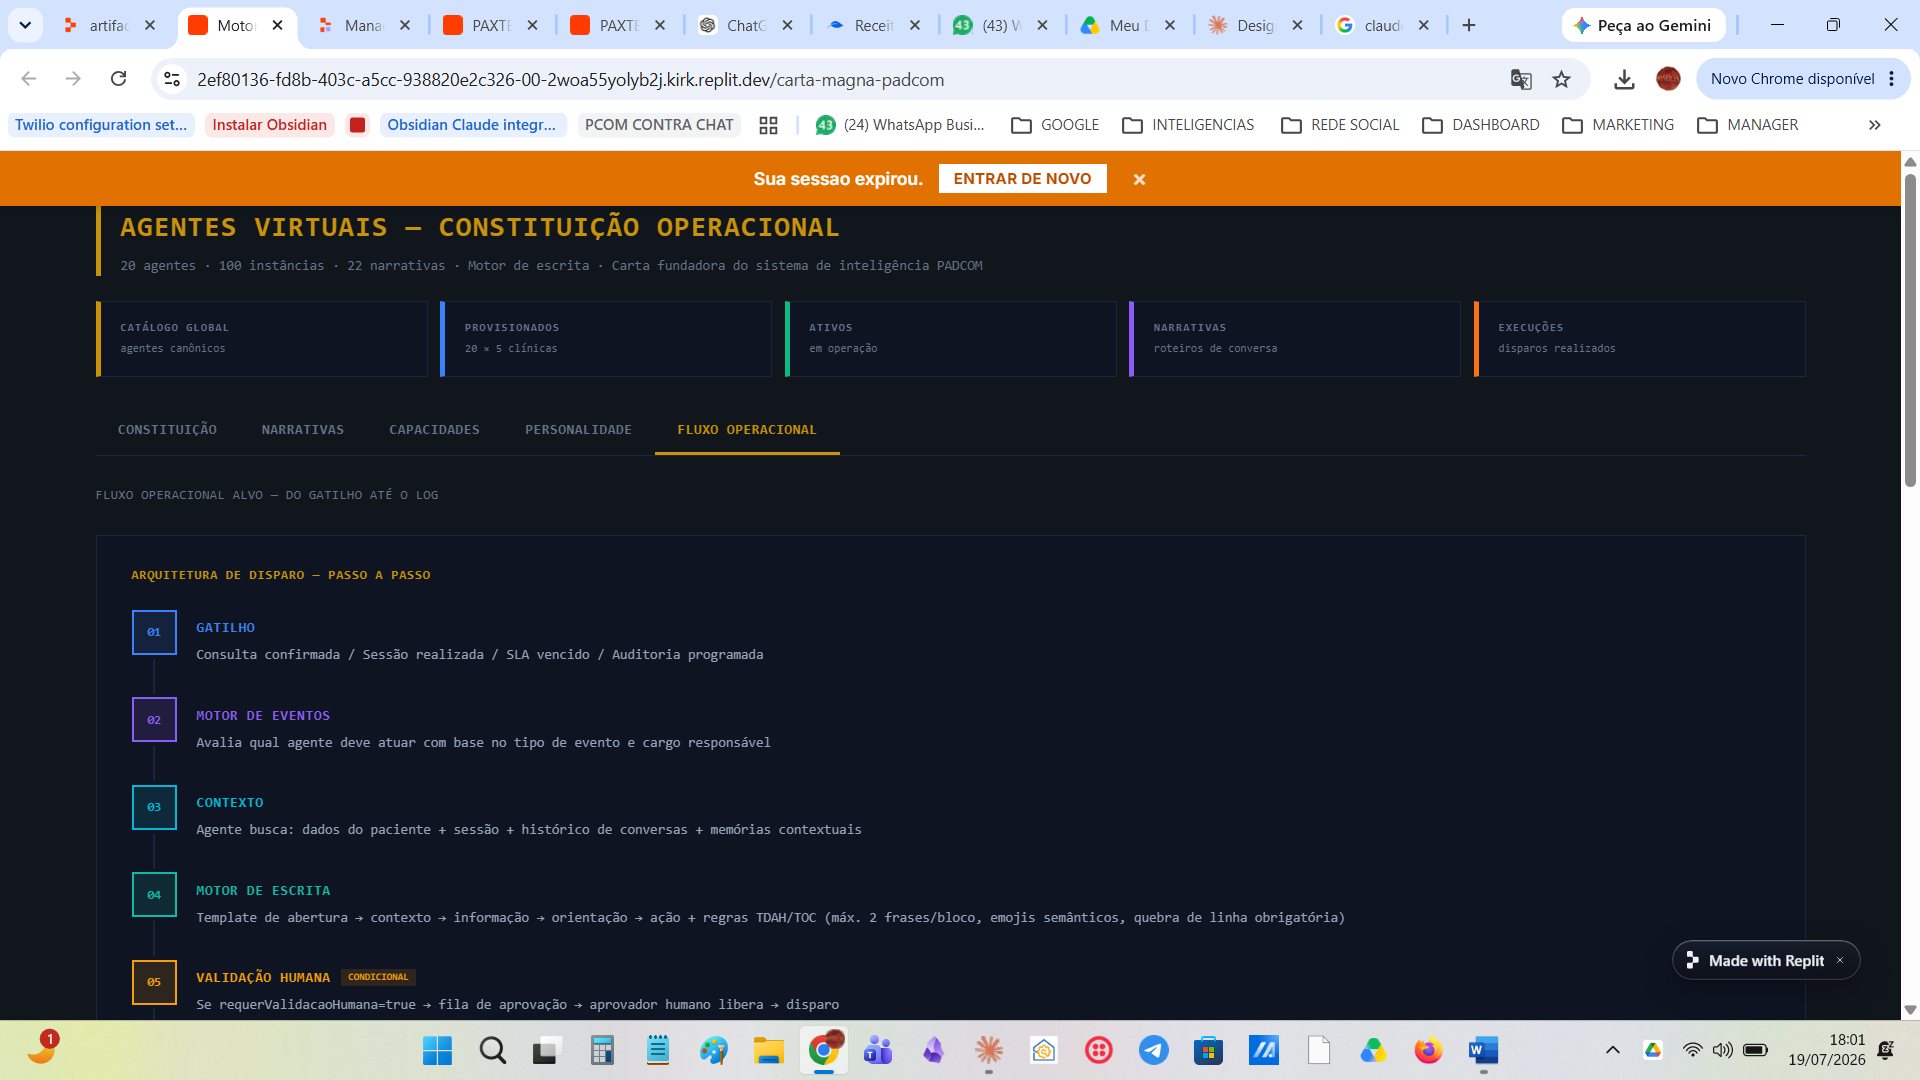 artifac
Moto
Mana
PAXTE
PAXTE
ChatG
Receit
43
(43) W
Meu D
Desig
claud
Peça ao Gemini
2ef80136-fd8b-403c-a5cc-938820e2c326-00-2woa55yolyb2j.kirk.replit.dev/carta-magna-padcom
Novo Chrome disponível
Twilio configuration set...
Instalar Obsidian
Obsidian Claude integr...
PCOM CONTRA CHAT
43
(24) WhatsApp Busi...
GOOGLE
INTELIGENCIAS
REDE SOCIAL
DASHBOARD
MARKETING
MANAGER
»
Sua sessao expirou.
ENTRAR DE NOVO
×
AGENTES VIRTUAIS — CONSTITUIÇÃO OPERACIONAL
20 agentes · 100 instâncias · 22 narrativas · Motor de escrita · Carta fundadora do sistema de inteligência PADCOM
CATÁLOGO GLOBAL
agentes canônicos
PROVISIONADOS
20 × 5 clínicas
ATIVOS
em operação
NARRATIVAS
roteiros de conversa
EXECUÇÕES
disparos realizados
CONSTITUIÇÃO
NARRATIVAS
CAPACIDADES
PERSONALIDADE
FLUXO OPERACIONAL
FLUXO OPERACIONAL ALVO — DO GATILHO ATÉ O LOG
ARQUITETURA DE DISPARO — PASSO A PASSO
01
GATILHO
Consulta confirmada / Sessão realizada / SLA vencido / Auditoria programada
02
MOTOR DE EVENTOS
Avalia qual agente deve atuar com base no tipo de evento e cargo responsável
03
CONTEXTO
Agente busca: dados do paciente + sessão + histórico de conversas + memórias contextuais
04
MOTOR DE ESCRITA
Template de abertura → contexto → informação → orientação → ação + regras TDAH/TOC (máx. 2 frases/bloco, emojis semânticos, quebra de linha obrigatória)
05
VALIDAÇÃO HUMANA
CONDICIONAL
Se requerValidacaoHumana=true → fila de aprovação → aprovador humano libera → disparo
Made with Replit ×
1
18:01
19/07/2026